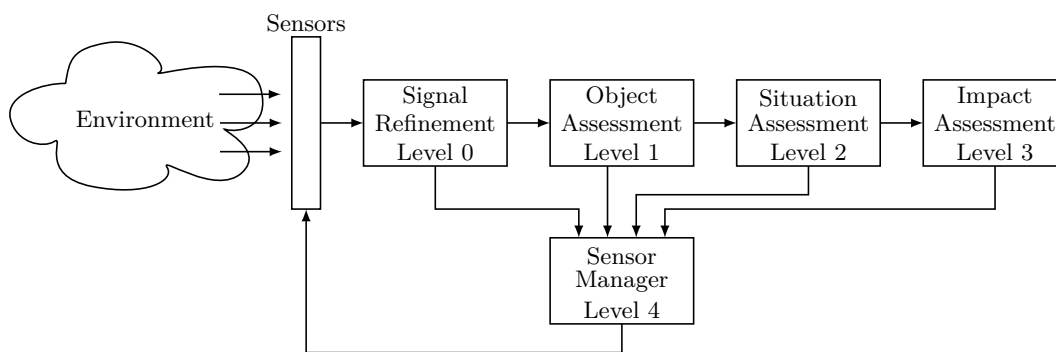 Sensors
Environment
Signal
Refinement
Level 0
Object
Assessment
Level 1
Situation
Assessment
Level 2
Impact
Assessment
Level 3
Sensor
Manager
Level 4